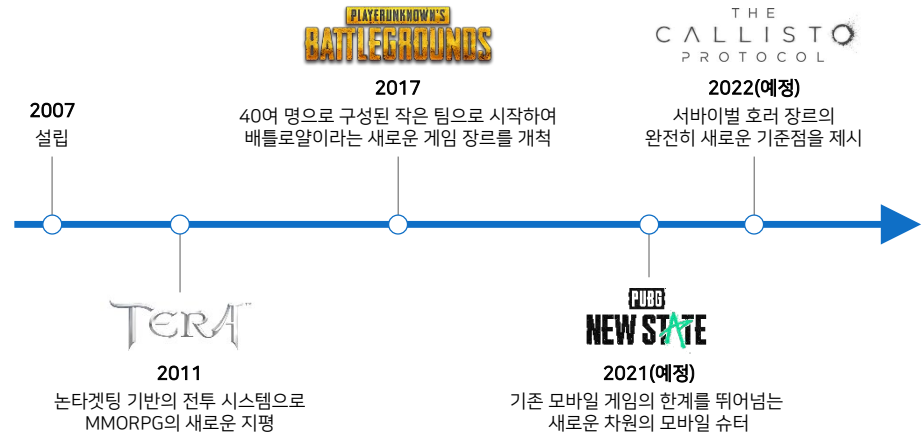 PLAYERUNKNOWN'S
BATTLEGROUNDS
2017
40여 명으로 구성된 작은 팀으로 시작하여
배틀로얄이라는 새로운 게임 장르를 개척
THE
CALLISTO
PROTOCOL
2022(예정)
서바이벌 호러 장르의
완전히 새로운 기준점을 제시
2007
설립
TERA
2011
논타겟팅 기반의 전투 시스템으로
MMORPG의 새로운 지평
PUBG
NEW STATE
2021(예정)
기존 모바일 게임의 한계를 뛰어넘는
새로운 차원의 모바일 슈터